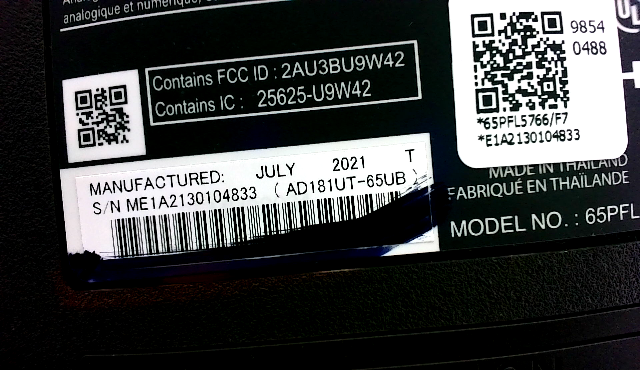 analogique et numérique,
Contains FCC ID : 2AU3BU9W42
Contains IC : 25625-U9W42
MANUFACTURED: JULY 2021 T
S/N ME1A2130104833 ( AD181UT-65UB )
9854
0488
*65PFL5766/F7
*E1A2130104833
MADE IN THAILAND
FABRIQUÉ EN THAÏLANDE
MODEL NO. : 65PFL
UL